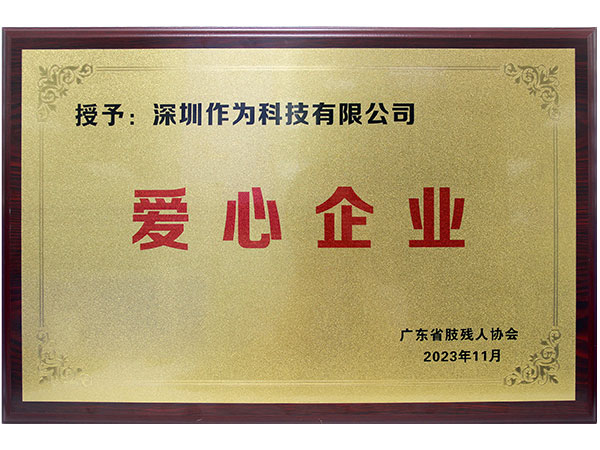 授予：深圳作为科技有限公司
爱心企业
广东省肢残人协会
2023年11月